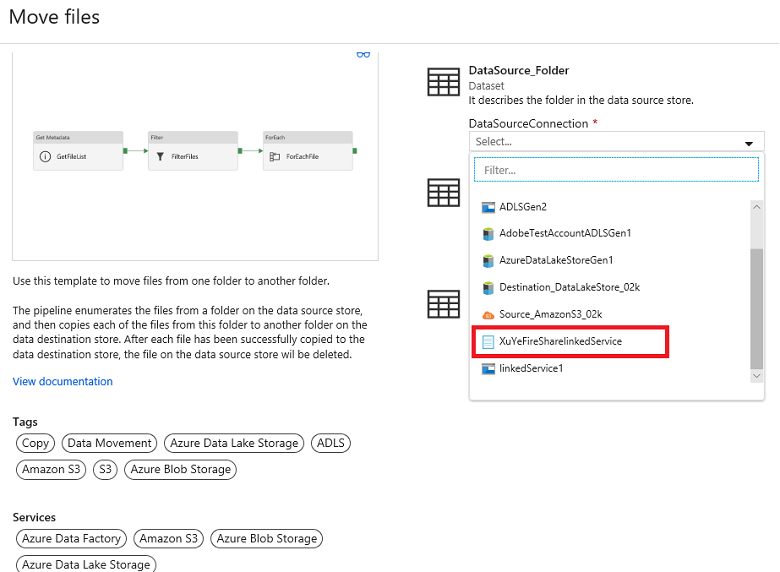 Move files
Get Metadata
GetFileList
Filter
FilterFiles
ForEach
ForEachFile
Use this template to move files from one folder to another folder.
The pipeline enumerates the files from a folder on the data source store,
and then copies each of the files from this folder to another folder on the
data destination store. After each file has been successfully copied to the
data destination store, the file on the data source store wil be deleted.
View documentation
Tags
Copy Data Movement Azure Data Lake Storage ADLS
Amazon S3 S3 Azure Blob Storage
Services
Azure Data Factory Amazon S3 Azure Blob Storage
Azure Data Lake Storage
DataSource_Folder
Dataset
It describes the folder in the data source store.
DataSourceConnection *
Select...
Filter...
ADLSGen2
AdobeTestAccountADLSGen1
AzureDataLakeStoreGen1
Destination_DataLakeStore_02k
Source_AmazonS3_02k
XuYeFireSharelinkedService
linkedService1